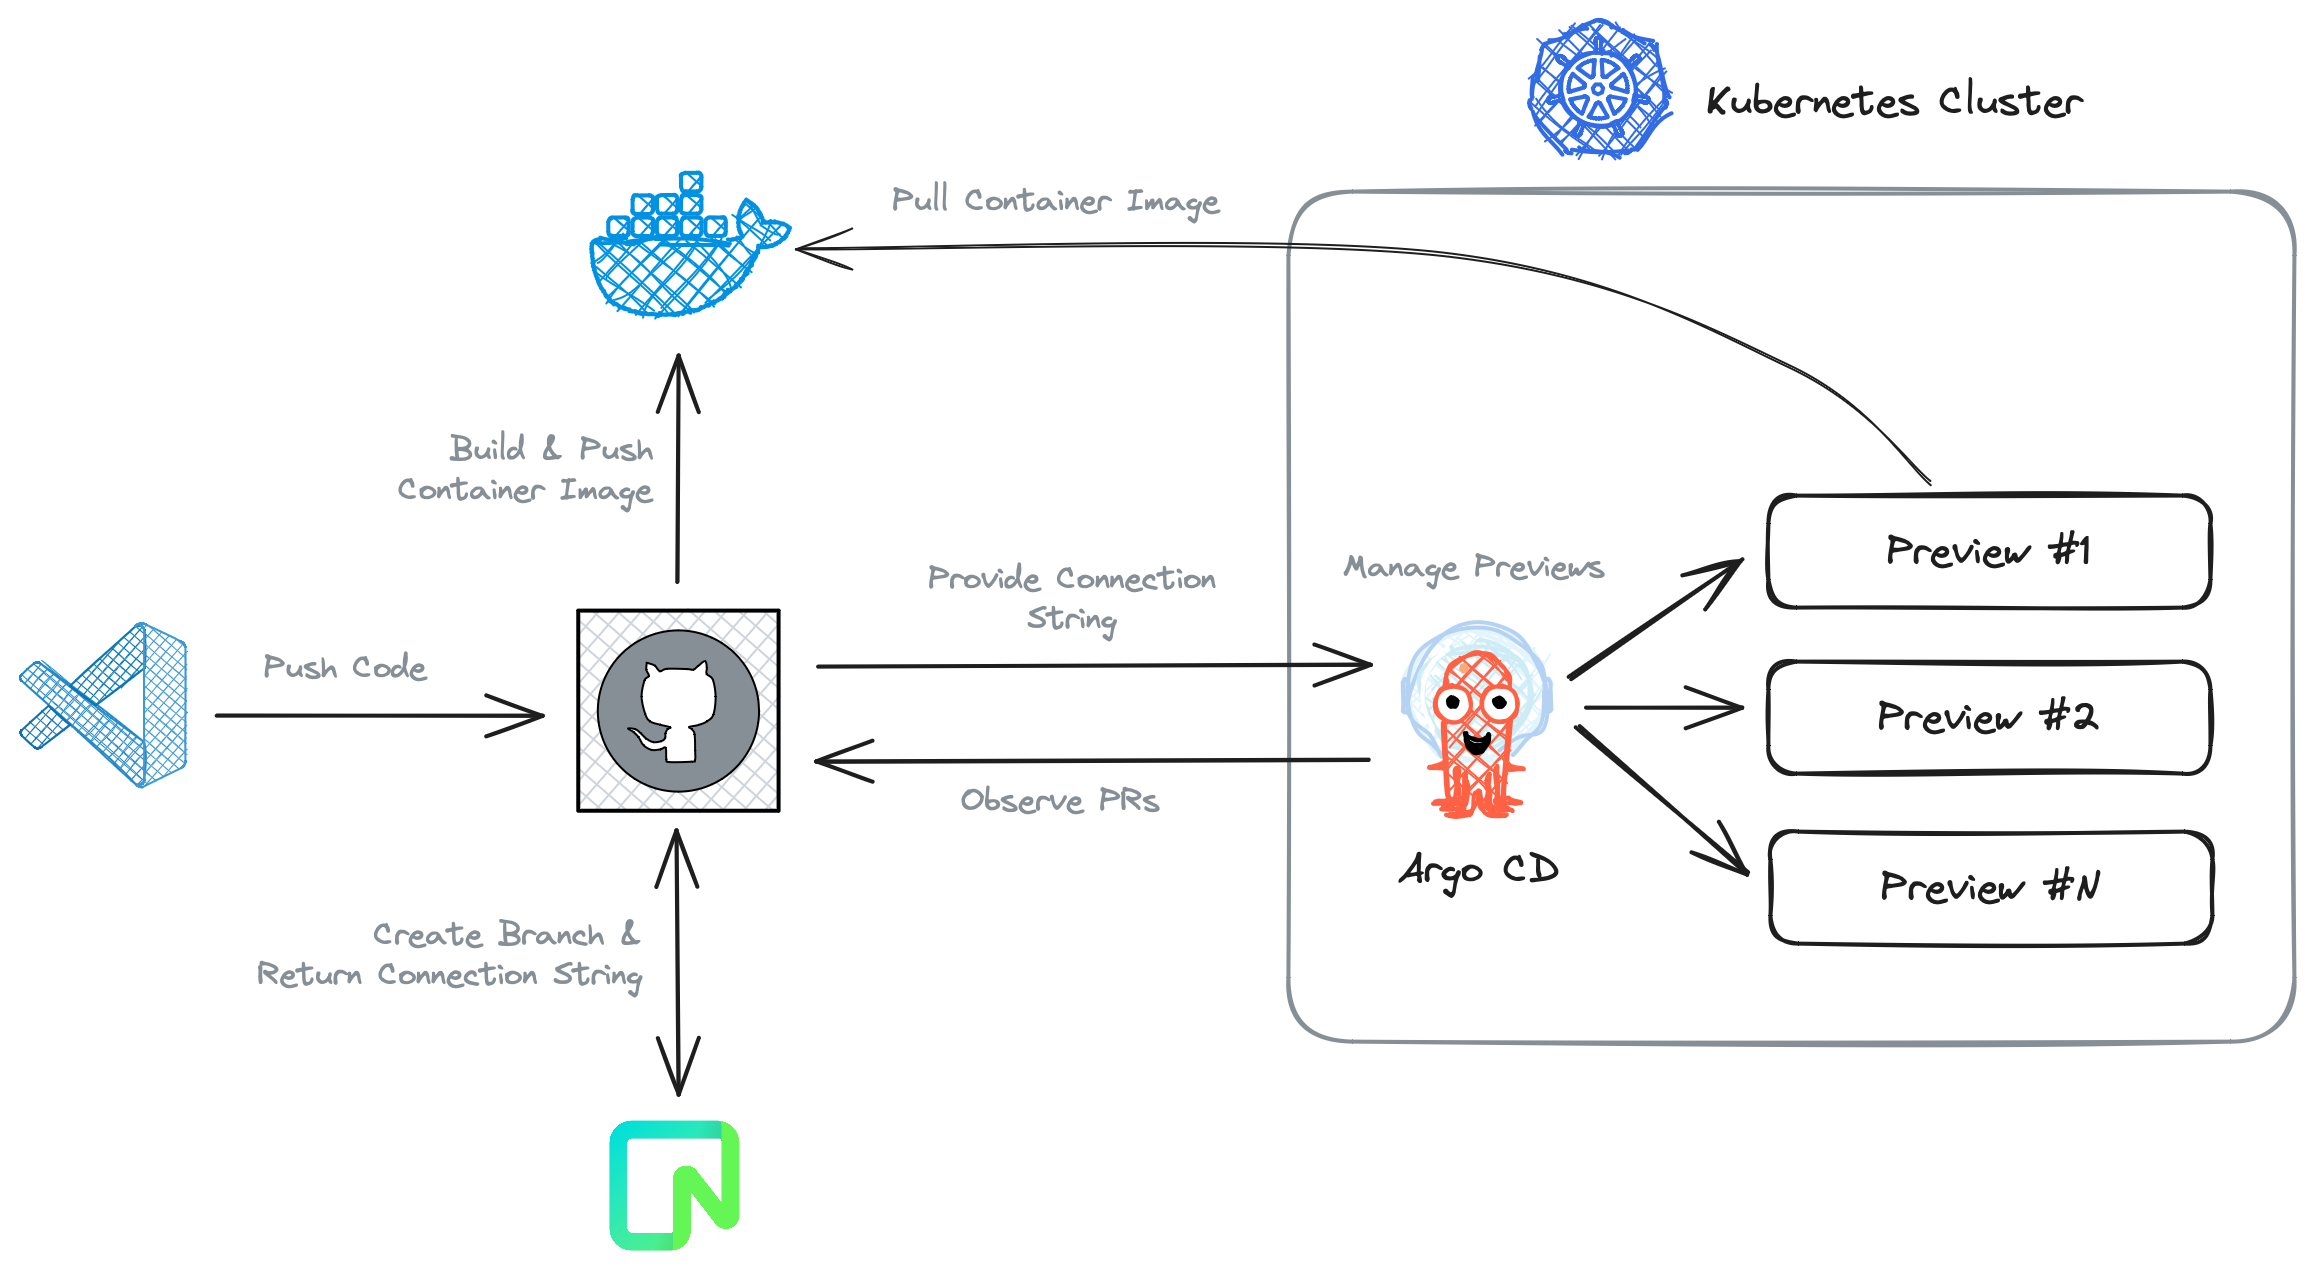 Kubernetes Cluster
Pull Container Image
Build & Push
Container Image
Provide Connection
String
Manage Previews
Preview #1
Push Code
Preview #2
Observe PRs
Argo CD
Preview #N
Create Branch &
Return Connection String